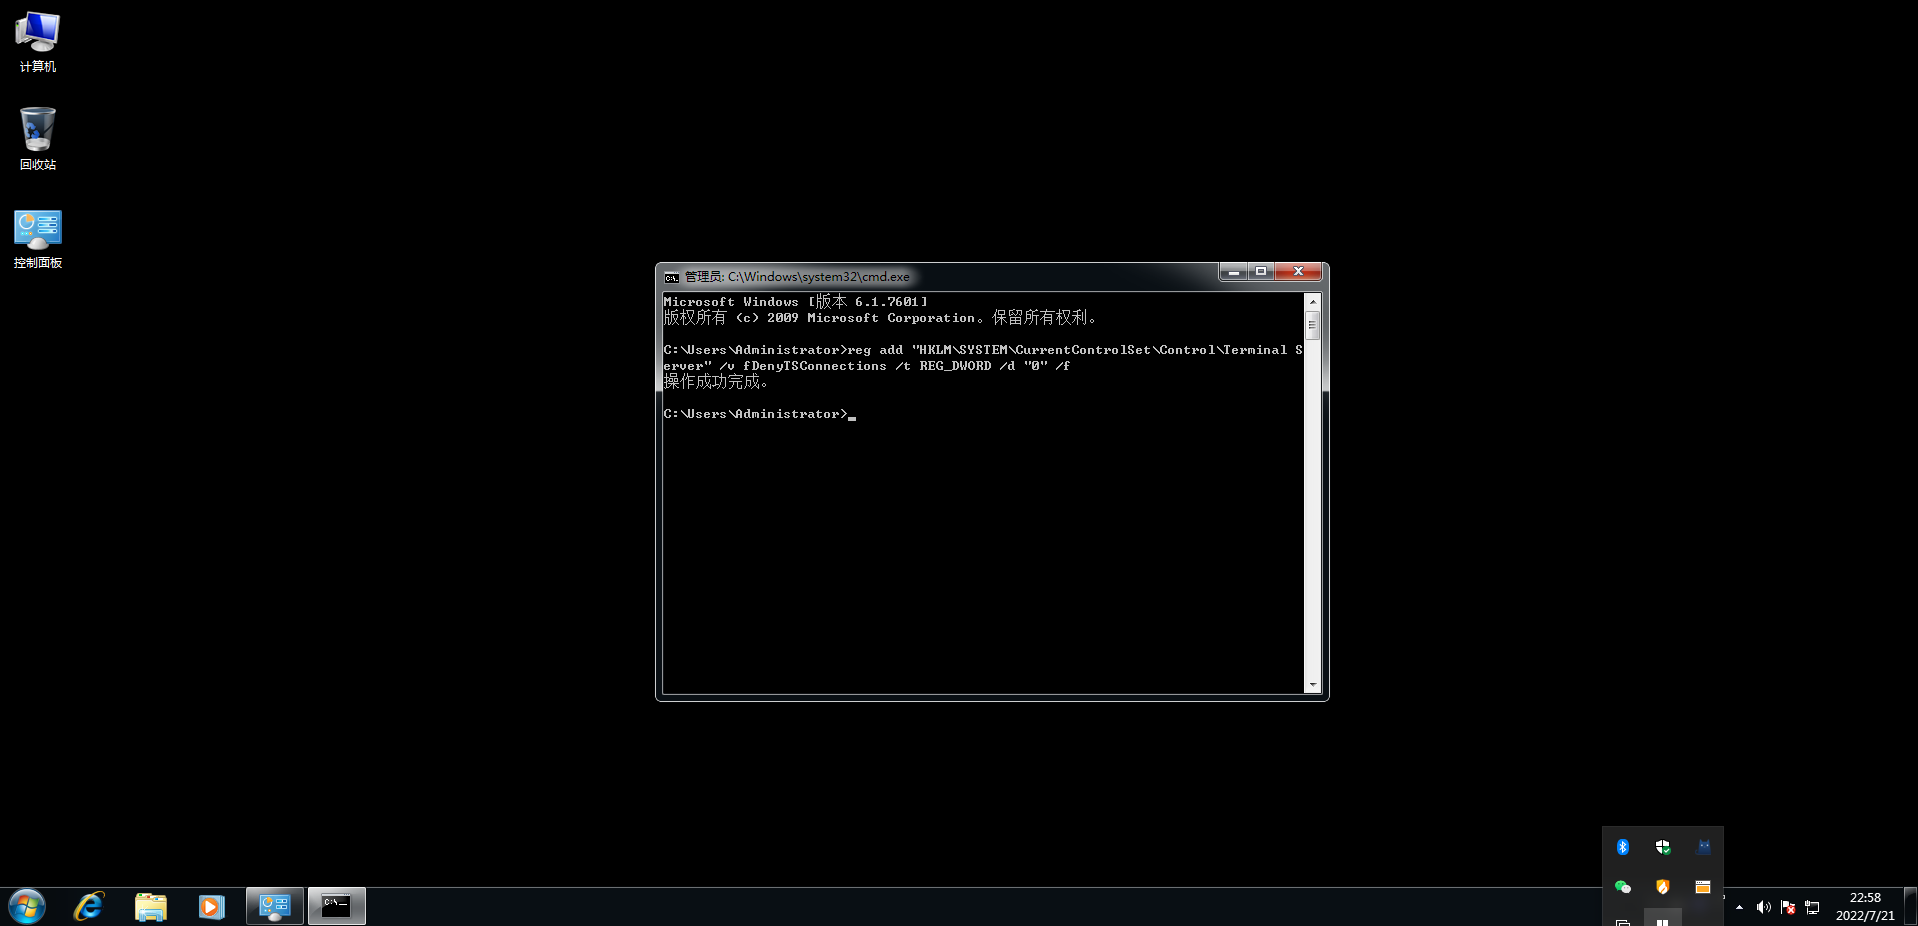 计算机
回收站
控制面板
管理员: C:\Windows\system32\cmd.exe
Microsoft Windows [版本 6.1.7601]
版权所有 (c) 2009 Microsoft Corporation。保留所有权利。
C:\Users\Administrator>reg add "HKLM\SYSTEM\CurrentControlSet\Control\Terminal S
erver" /v fDenyTSConnections /t REG_DWORD /d "0" /f
操作成功完成。
C:\Users\Administrator>
22:58
2022/7/21